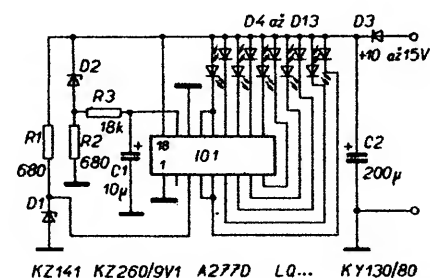 D4 až D13 D3
+10 až 15V
D2
R3
18k
R1
680
R2
680
C1
10µ
18
1
IO1
C2
200µ
D1
KZ141 KZ260/9V1 A277D LQ... KY130/80